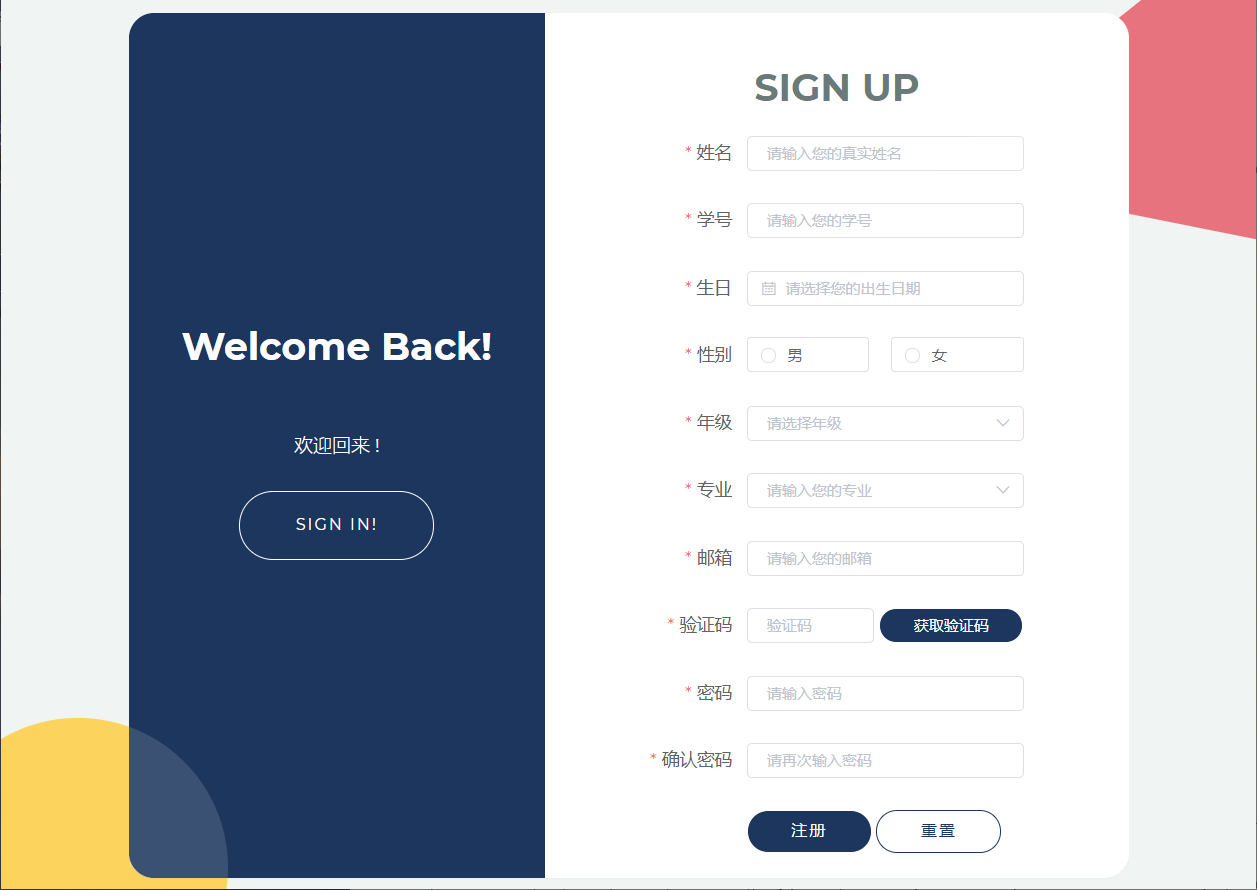 Welcome Back!
欢迎回来！
SIGN IN!
SIGN UP
* 姓名 请输入您的真实姓名
* 学号 请输入您的学号
* 生日 请选择您的出生日期
* 性别 男 女
* 年级 请选择年级
* 专业 请输入您的专业
* 邮箱 请输入您的邮箱
* 验证码 验证码 获取验证码
* 密码 请输入密码
* 确认密码 请再次输入密码
注册 重置